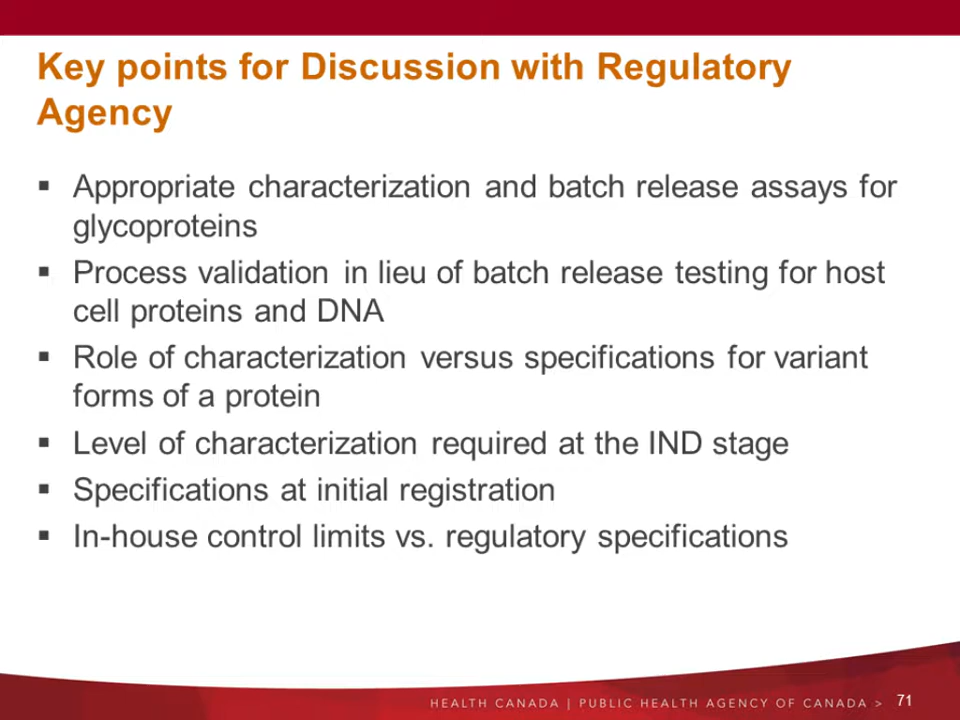 Key points for Discussion with Regulatory
Agency
▪ Appropriate characterization and batch release assays for
glycoproteins
▪ Process validation in lieu of batch release testing for host
cell proteins and DNA
▪ Role of characterization versus specifications for variant
forms of a protein
▪ Level of characterization required at the IND stage
▪ Specifications at initial registration
▪ In-house control limits vs. regulatory specifications
HEALTH CANADA | PUBLIC HEALTH AGENCY OF CANADA > 71